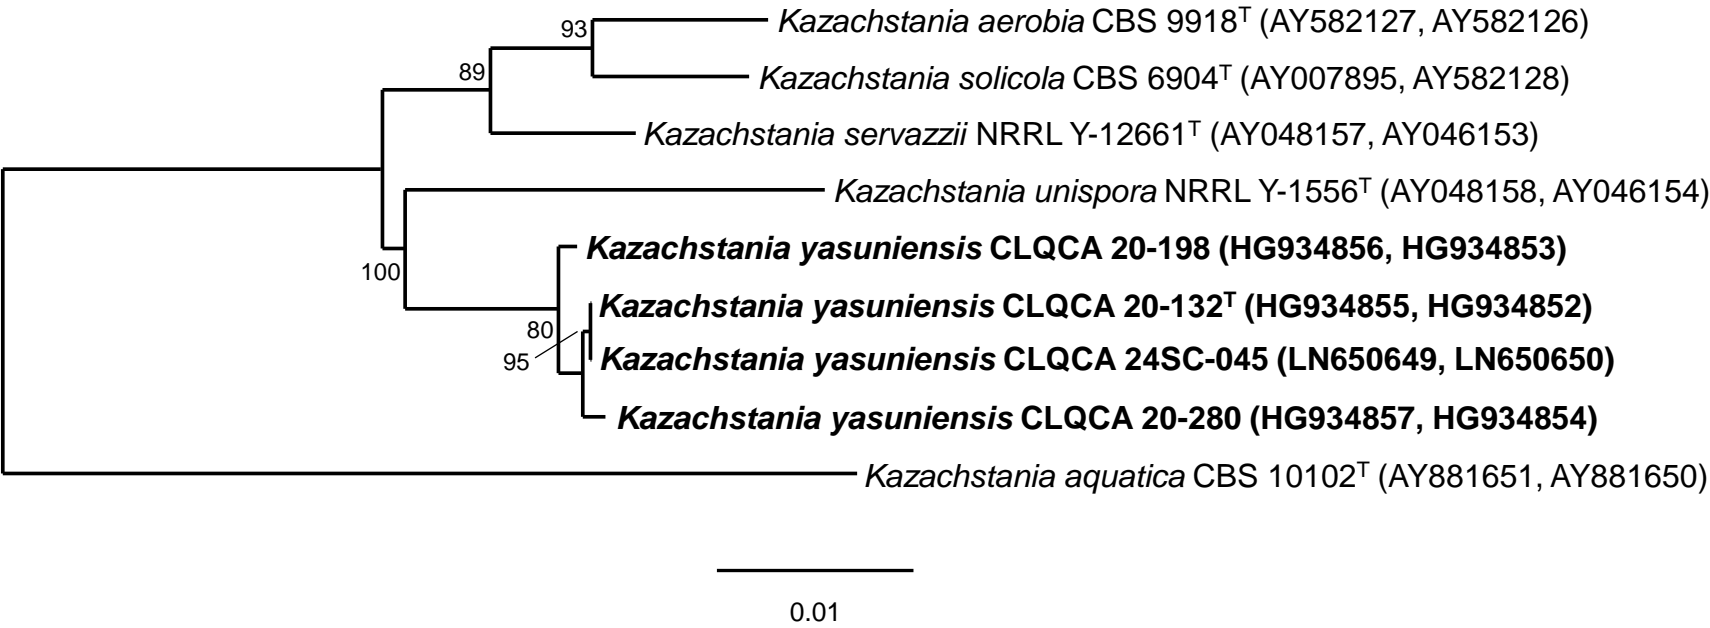 93
Kazachstania aerobia CBS 9918ᵀ (AY582127, AY582126)
89
Kazachstania solicola CBS 6904ᵀ (AY007895, AY582128)
Kazachstania servazzii NRRL Y-12661ᵀ (AY048157, AY046153)
Kazachstania unispora NRRL Y-1556ᵀ (AY048158, AY046154)
Kazachstania yasuniensis CLQCA 20-198 (HG934856, HG934853)
100
Kazachstania yasuniensis CLQCA 20-132ᵀ (HG934855, HG934852)
80
95
Kazachstania yasuniensis CLQCA 24SC-045 (LN650649, LN650650)
Kazachstania yasuniensis CLQCA 20-280 (HG934857, HG934854)
Kazachstania aquatica CBS 10102ᵀ (AY881651, AY881650)
0.01